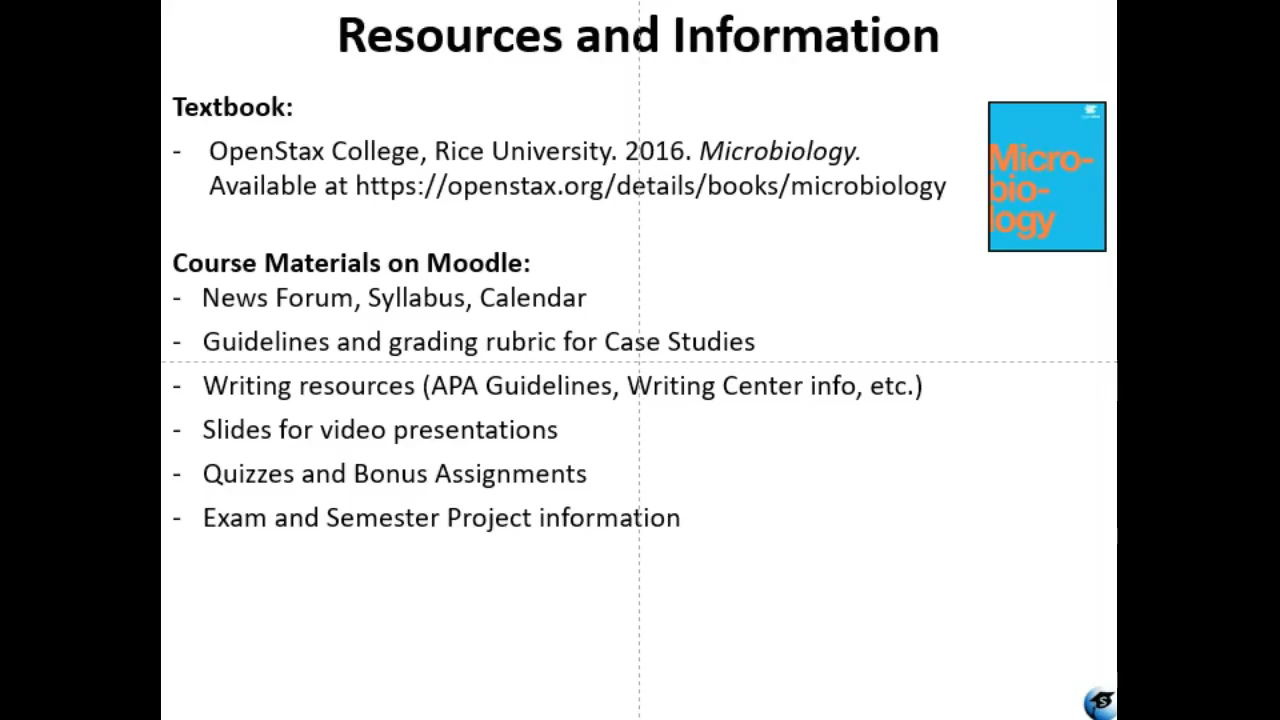 Resources and Information
Textbook:
- OpenStax College, Rice University. 2016. Microbiology.
Available at https://openstax.org/details/books/microbiology
Micro-
bio-
logy
Course Materials on Moodle:
- News Forum, Syllabus, Calendar
- Guidelines and grading rubric for Case Studies
- Writing resources (APA Guidelines, Writing Center info, etc.)
- Slides for video presentations
- Quizzes and Bonus Assignments
- Exam and Semester Project information